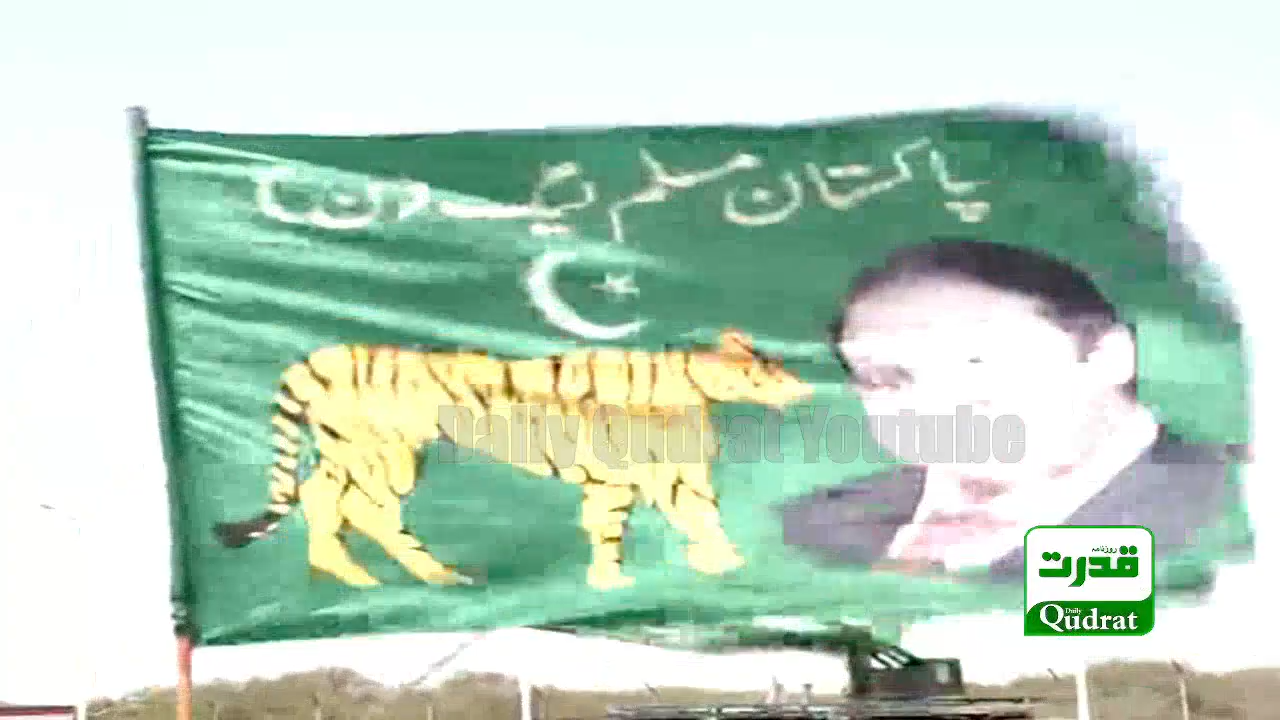 پاکستان مسلم لیگ (ن)
Daily Qudrat Youtube
روزنامہ
قدرت
Daily
Qudrat